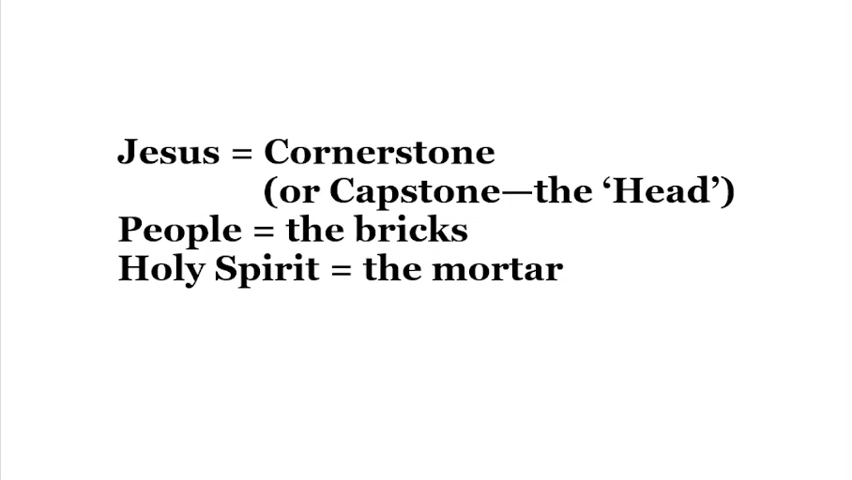 Jesus = Cornerstone
(or Capstone—the ‘Head’)
People = the bricks
Holy Spirit = the mortar